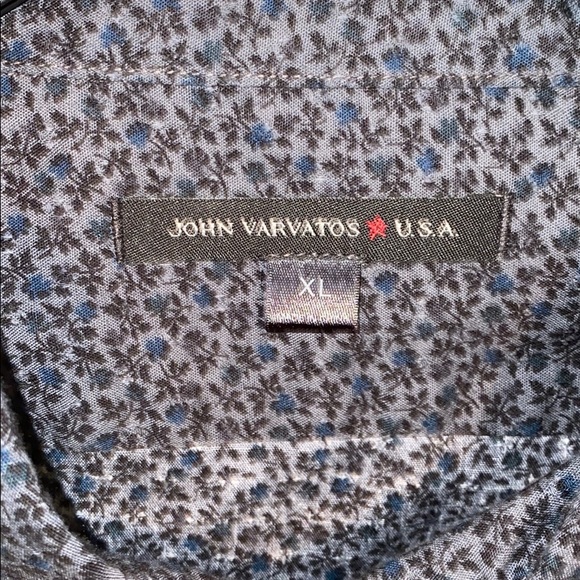 JOHN VARVATOS ★ U.S.A.
XL